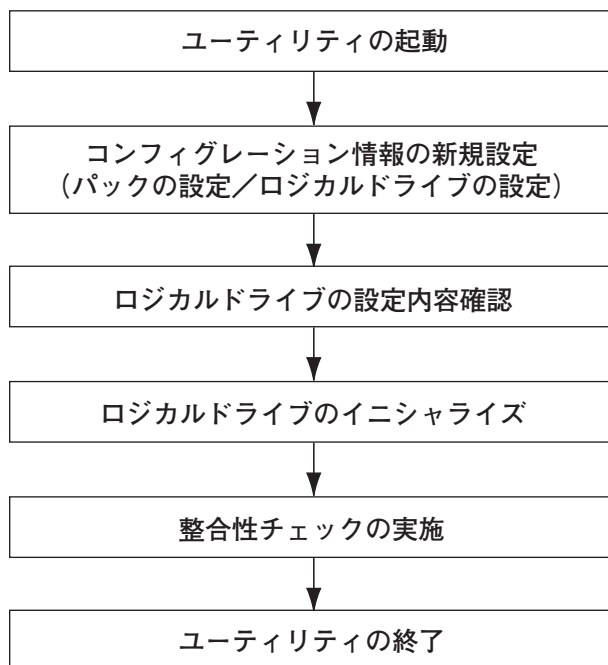 ユーティリティの起動
コンフィグレーション情報の新規設定
（パックの設定／ロジカルドライブの設定）
ロジカルドライブの設定内容確認
ロジカルドライブのイニシャライズ
整合性チェックの実施
ユーティリティの終了